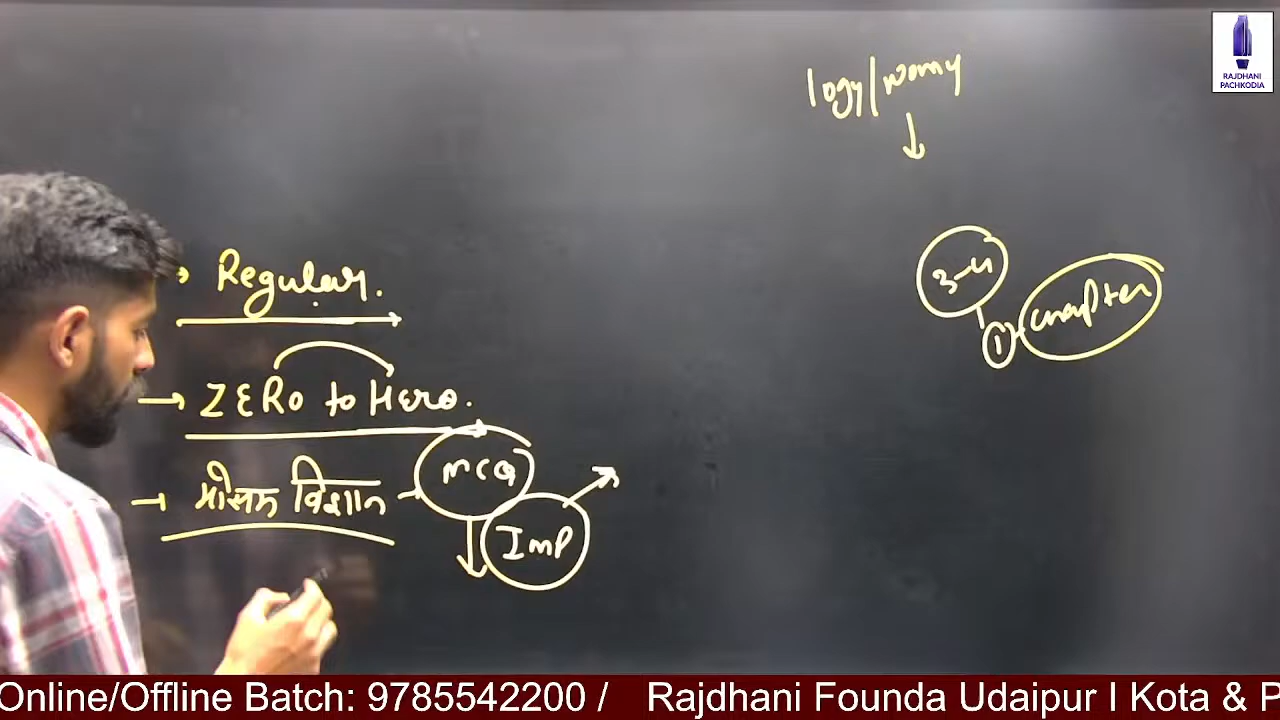 logy/nomy
RAJDHANI
PACHKODIA
Regular.
3-4
① chapter
ZERO to Hero.
मौसम विज्ञान - MCQ
Imp
Online/Offline Batch: 9785542200 / Rajdhani Founda Udaipur I Kota & P